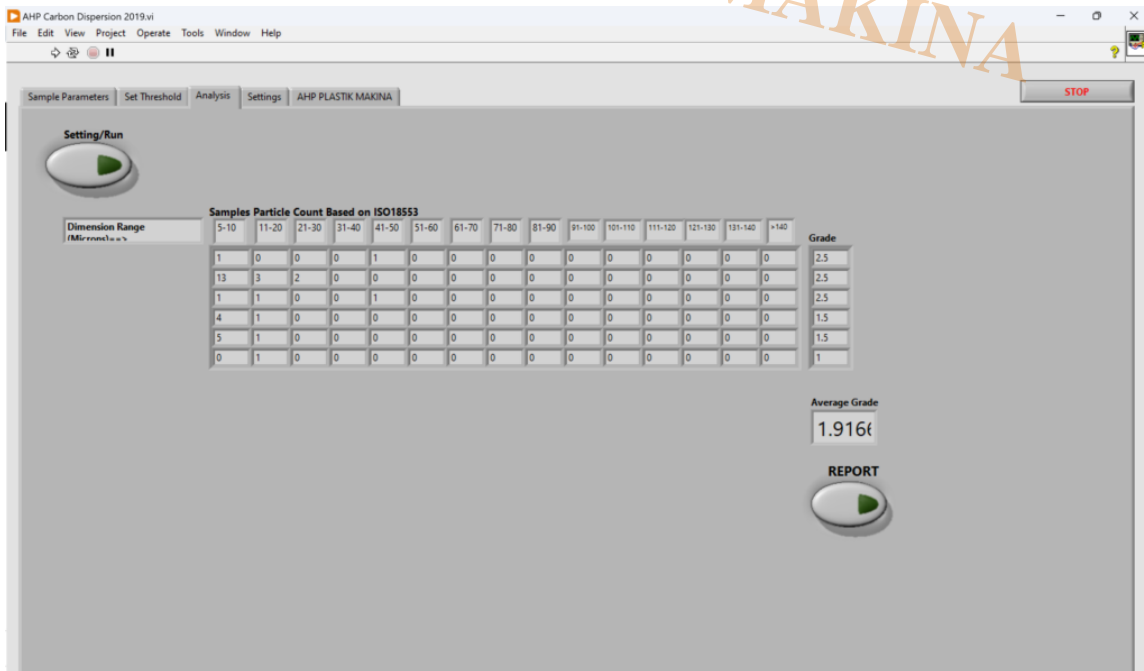 AHP Carbon Dispersion 2019.vi
File Edit View Project Operate Tools Window Help
MAKINA
Sample Parameters Set Threshold Analysis Settings AHP PLASTIK MAKINA
STOP
Setting/Run
Samples Particle Count Based on ISO18553
Dimension Range
(Microns)==>
5-10 11-20 21-30 31-40 41-50 51-60 61-70 71-80 81-90 91-100 101-110 111-120 121-130 131-140 >140
Grade
1 0 0 0 1 0 0 0 0 0 0 0 0 0 0 2.5
13 3 2 0 0 0 0 0 0 0 0 0 0 0 0 2.5
1 1 0 0 1 0 0 0 0 0 0 0 0 0 0 2.5
4 1 0 0 0 0 0 0 0 0 0 0 0 0 0 1.5
5 1 0 0 0 0 0 0 0 0 0 0 0 0 0 1.5
0 1 0 0 0 0 0 0 0 0 0 0 0 0 0 1
Average Grade
1.9166
REPORT